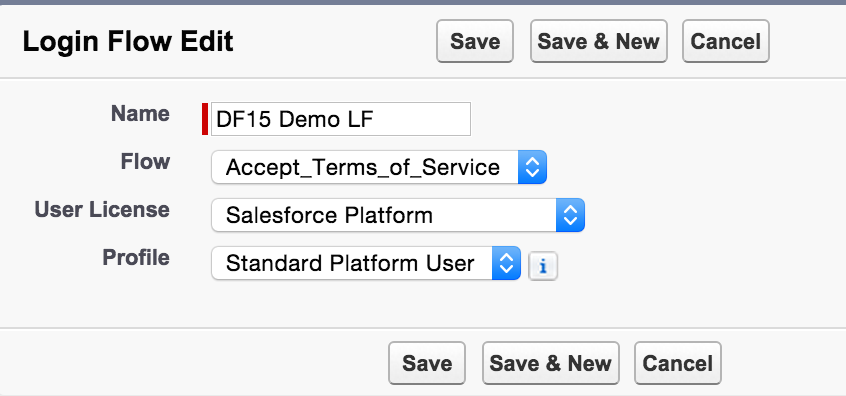 Login Flow Edit Save Save & New Cancel
Name DF15 Demo LF
Flow Accept_Terms_of_Service
User License Salesforce Platform
Profile Standard Platform User i
Save Save & New Cancel